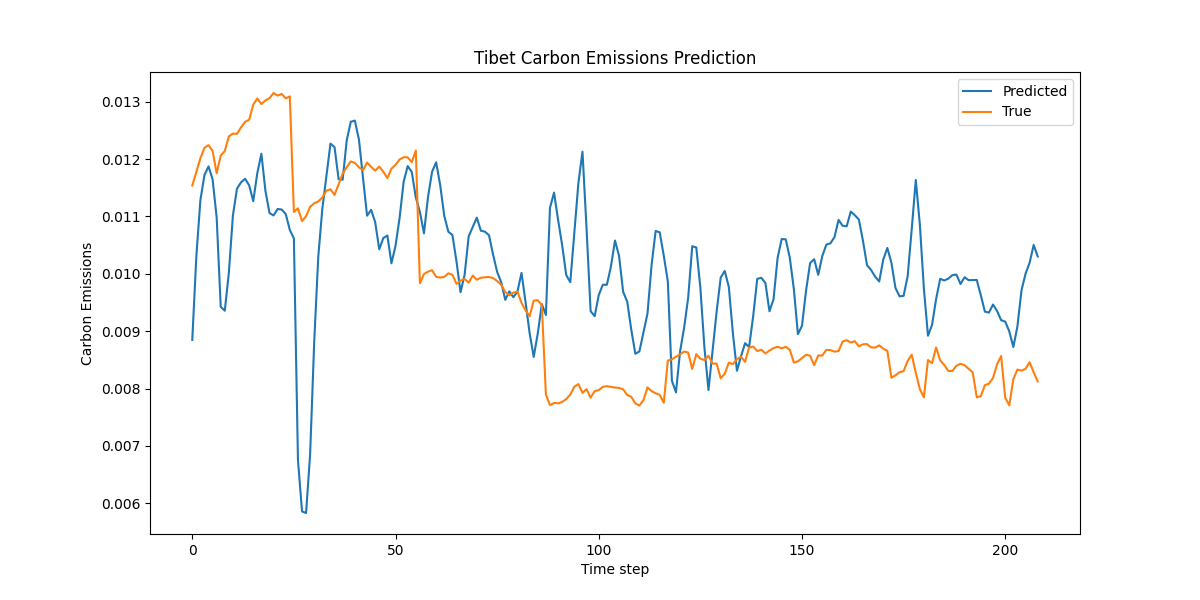 Tibet Carbon Emissions Prediction
Predicted
True
Carbon Emissions
0.013
0.012
0.011
0.010
0.009
0.008
0.007
0.006
0
50
100
150
200
Time step